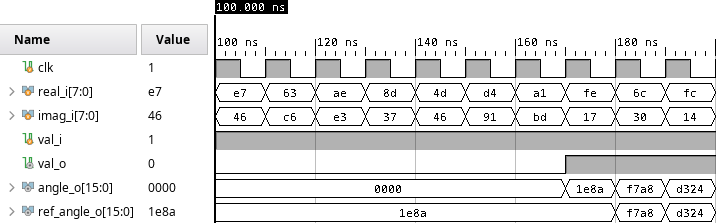 100.000 ns
Name Value 100 ns 120 ns 140 ns 160 ns 180 ns
clk 1
real_i[7:0] e7 e7 63 ae 8d 4d d4 a1 fe 6c fc
imag_i[7:0] 46 46 c6 e3 37 46 91 bd 17 30 14
val_i 1
val_o 0
angle_o[15:0] 0000 0000 1e8a f7a8 d324
ref_angle_o[15:0] 1e8a 1e8a f7a8 d324